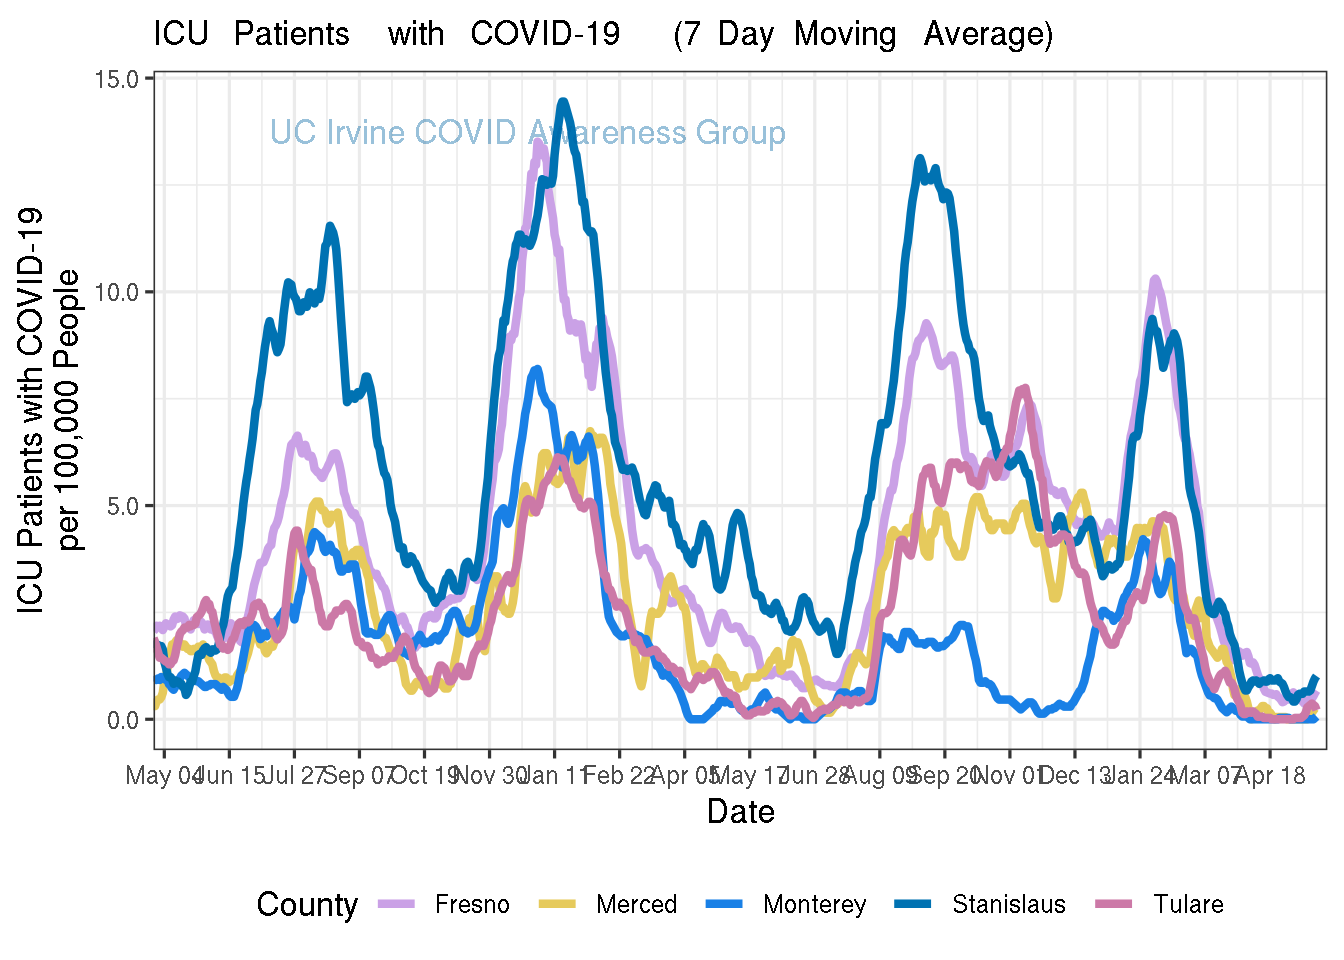 ICU Patients with COVID-19 (7 Day Moving Average)
UC Irvine COVID Awareness Group
ICU Patients with COVID-19
per 100,000 People
15.0
10.0
5.0
0.0
May 04 Jun 15 Jul 27 Sep 07 Oct 19 Nov 30 Jan 11 Feb 22 Apr 05 May 17 Jun 28 Aug 09 Sep 20 Nov 01 Dec 13 Jan 24 Mar 07 Apr 18
Date
County Fresno Merced Monterey Stanislaus Tulare